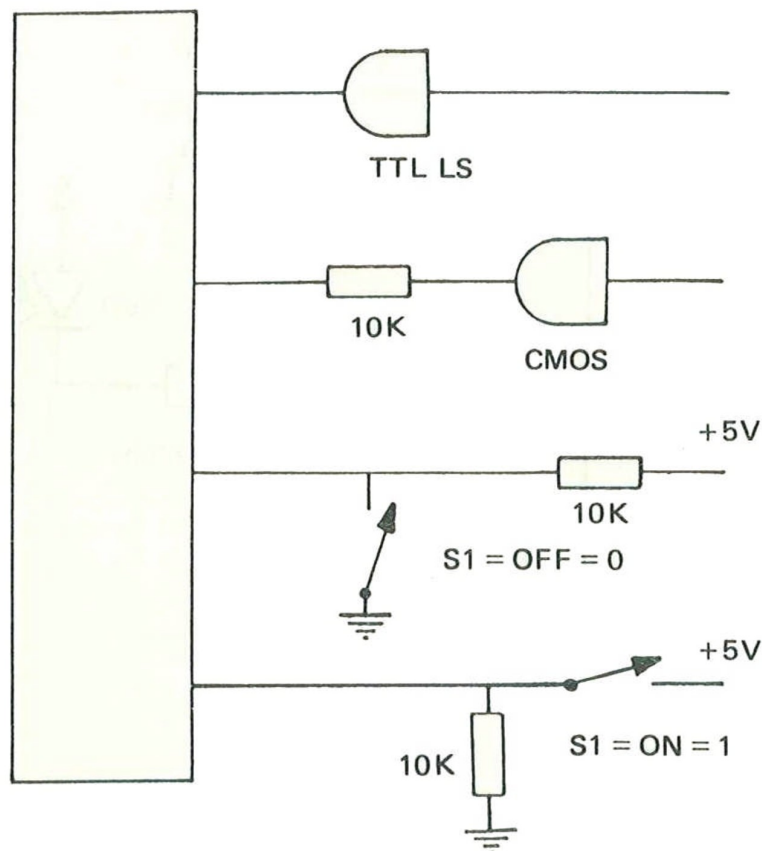 TTL LS
10K
CMOS
+5V
10K
S1 = OFF = 0
+5V
S1 = ON = 1
10K